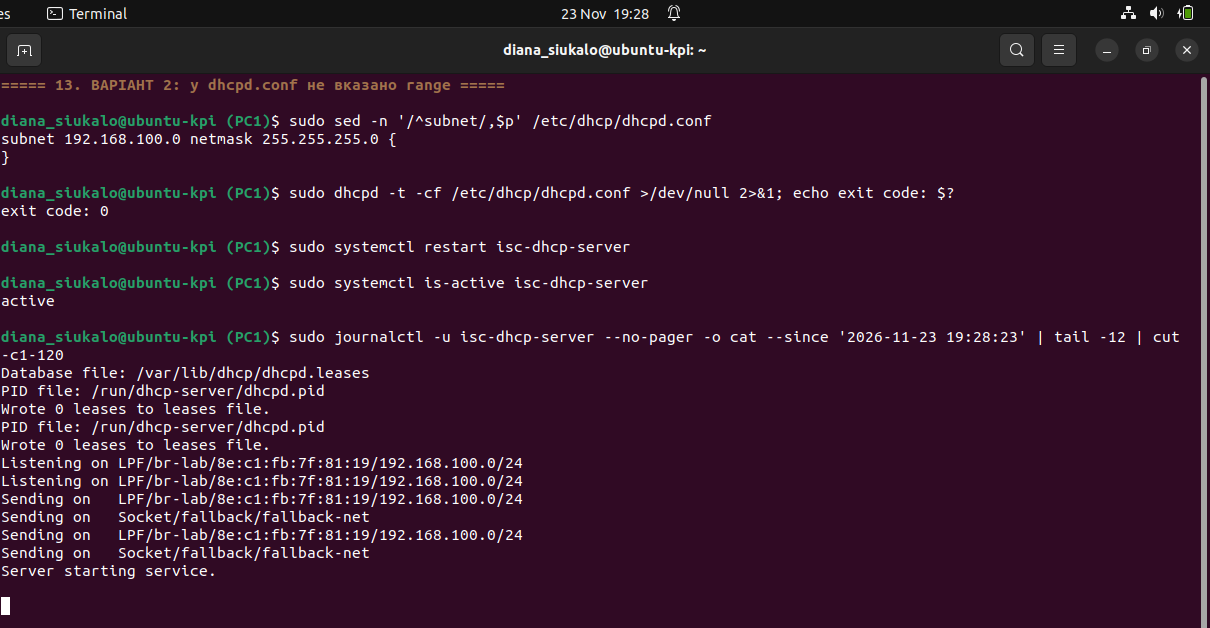 es Terminal 23 Nov 19:28
diana_siukalo@ubuntu-kpi: ~
===== 13. ВАРІАНТ 2: у dhcpd.conf не вказано range =====
diana_siukalo@ubuntu-kpi (PC1)$ sudo sed -n '/^subnet/,$p' /etc/dhcp/dhcpd.conf
subnet 192.168.100.0 netmask 255.255.255.0 {
}
diana_siukalo@ubuntu-kpi (PC1)$ sudo dhcpd -t -cf /etc/dhcp/dhcpd.conf >/dev/null 2>&1; echo exit code: $?
exit code: 0
diana_siukalo@ubuntu-kpi (PC1)$ sudo systemctl restart isc-dhcp-server
diana_siukalo@ubuntu-kpi (PC1)$ sudo systemctl is-active isc-dhcp-server
active
diana_siukalo@ubuntu-kpi (PC1)$ sudo journalctl -u isc-dhcp-server --no-pager -o cat --since '2026-11-23 19:28:23' | tail -12 | cut
-c1-120
Database file: /var/lib/dhcp/dhcpd.leases
PID file: /run/dhcp-server/dhcpd.pid
Wrote 0 leases to leases file.
PID file: /run/dhcp-server/dhcpd.pid
Wrote 0 leases to leases file.
Listening on LPF/br-lab/8e:c1:fb:7f:81:19/192.168.100.0/24
Listening on LPF/br-lab/8e:c1:fb:7f:81:19/192.168.100.0/24
Sending on   LPF/br-lab/8e:c1:fb:7f:81:19/192.168.100.0/24
Sending on   Socket/fallback/fallback-net
Sending on   LPF/br-lab/8e:c1:fb:7f:81:19/192.168.100.0/24
Sending on   Socket/fallback/fallback-net
Server starting service.